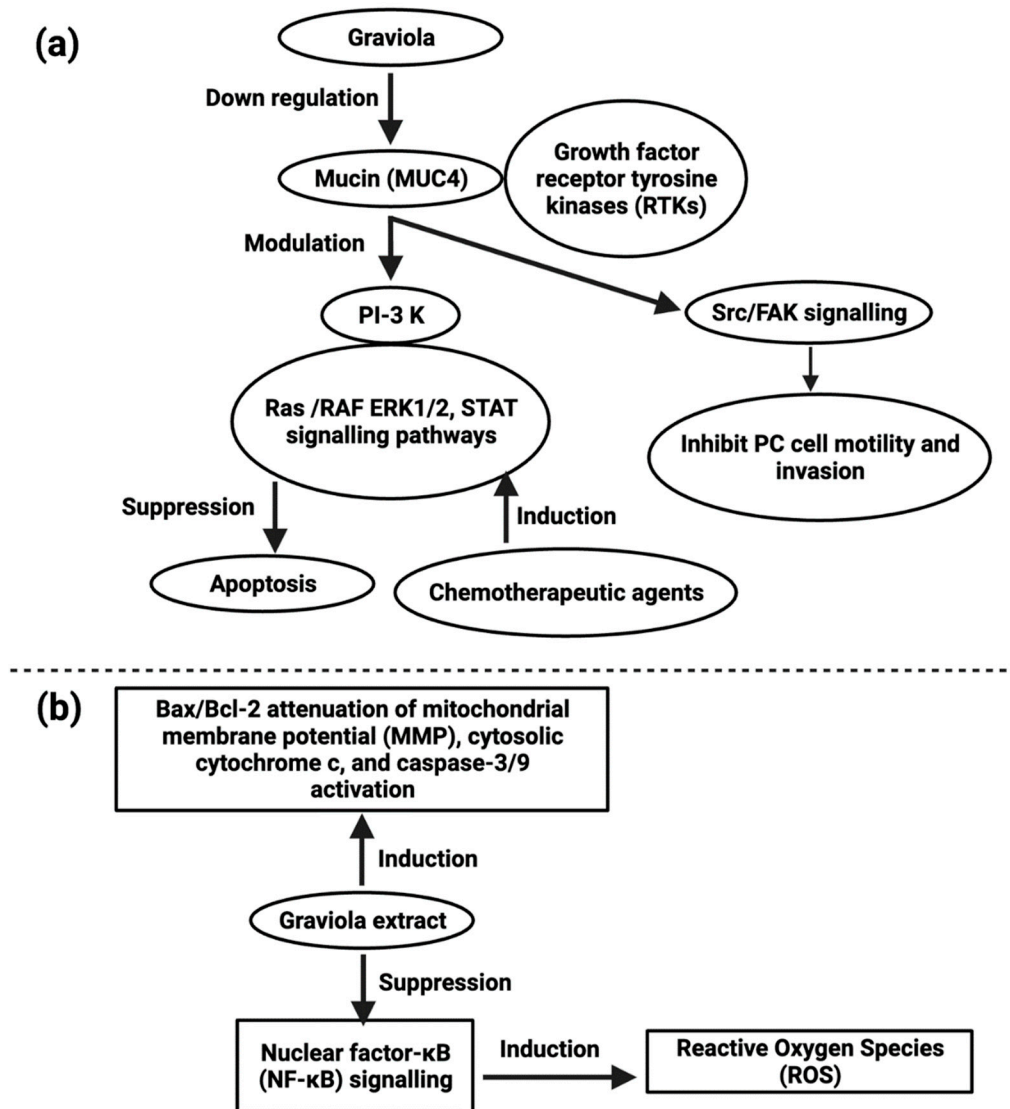 (a)
Graviola
Down regulation
Mucin (MUC4)
Growth factor
receptor tyrosine
kinases (RTKs)
Modulation
PI-3 K
Src/FAK signalling
Ras /RAF ERK1/2, STAT
signalling pathways
Inhibit PC cell motility and
invasion
Suppression
Induction
Apoptosis
Chemotherapeutic agents
(b)
Bax/Bcl-2 attenuation of mitochondrial
membrane potential (MMP), cytosolic
cytochrome c, and caspase-3/9
activation
Induction
Graviola extract
Suppression
Nuclear factor-κB
(NF-κB) signalling
Induction
Reactive Oxygen Species
(ROS)